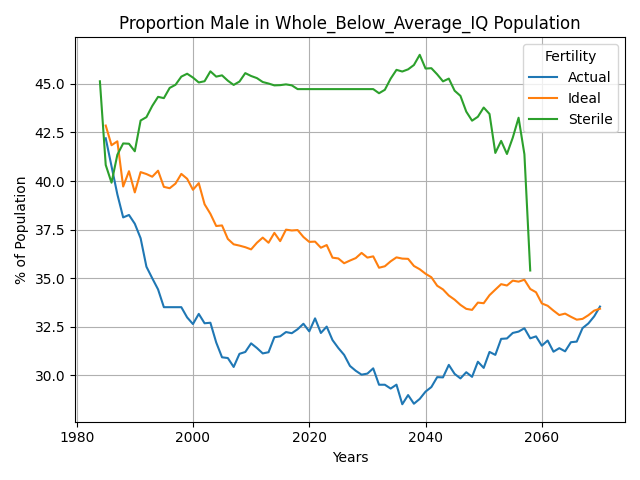 Proportion Male in Whole_Below_Average_IQ Population
Fertility
Actual
Ideal
Sterile
% of Population
45.0
42.5
40.0
37.5
35.0
32.5
30.0
1980
2000
2020
2040
2060
Years